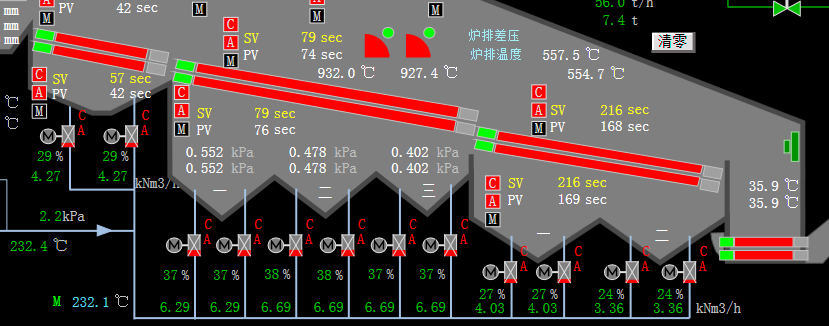 mm
mm
mm
A PV 42 sec
M
M
M
56.0 t/h
7.4 t
清零
C
A
M
SV 79 sec
PV 74 sec
炉排差压
炉排温度
932.0 ℃
927.4 ℃
557.5 ℃
554.7 ℃
C
A
M
SV 57 sec
PV 42 sec
℃
℃
C
A
M
SV 79 sec
PV 76 sec
C
A
M
SV 216 sec
PV 168 sec
M
C
A
C
A
29 %
29 %
4.27
4.27
kNm3/h
0.552 kPa
0.478 kPa
0.402 kPa
0.552 kPa
0.478 kPa
0.402 kPa
一
二
三
C
A
M
SV 216 sec
PV 169 sec
35.9 ℃
35.9 ℃
2.2kPa
232.4 ℃
M 232.1 ℃
M
C
A
M
C
A
M
C
A
M
C
A
M
C
A
M
C
A
37 %
37 %
38 %
38 %
37 %
37 %
6.29
6.29
6.69
6.69
6.69
6.69
一
二
M
C
A
M
C
A
M
C
A
M
C
A
27 %
27 %
24 %
24 %
4.03
4.03
3.36
3.36
kNm3/h